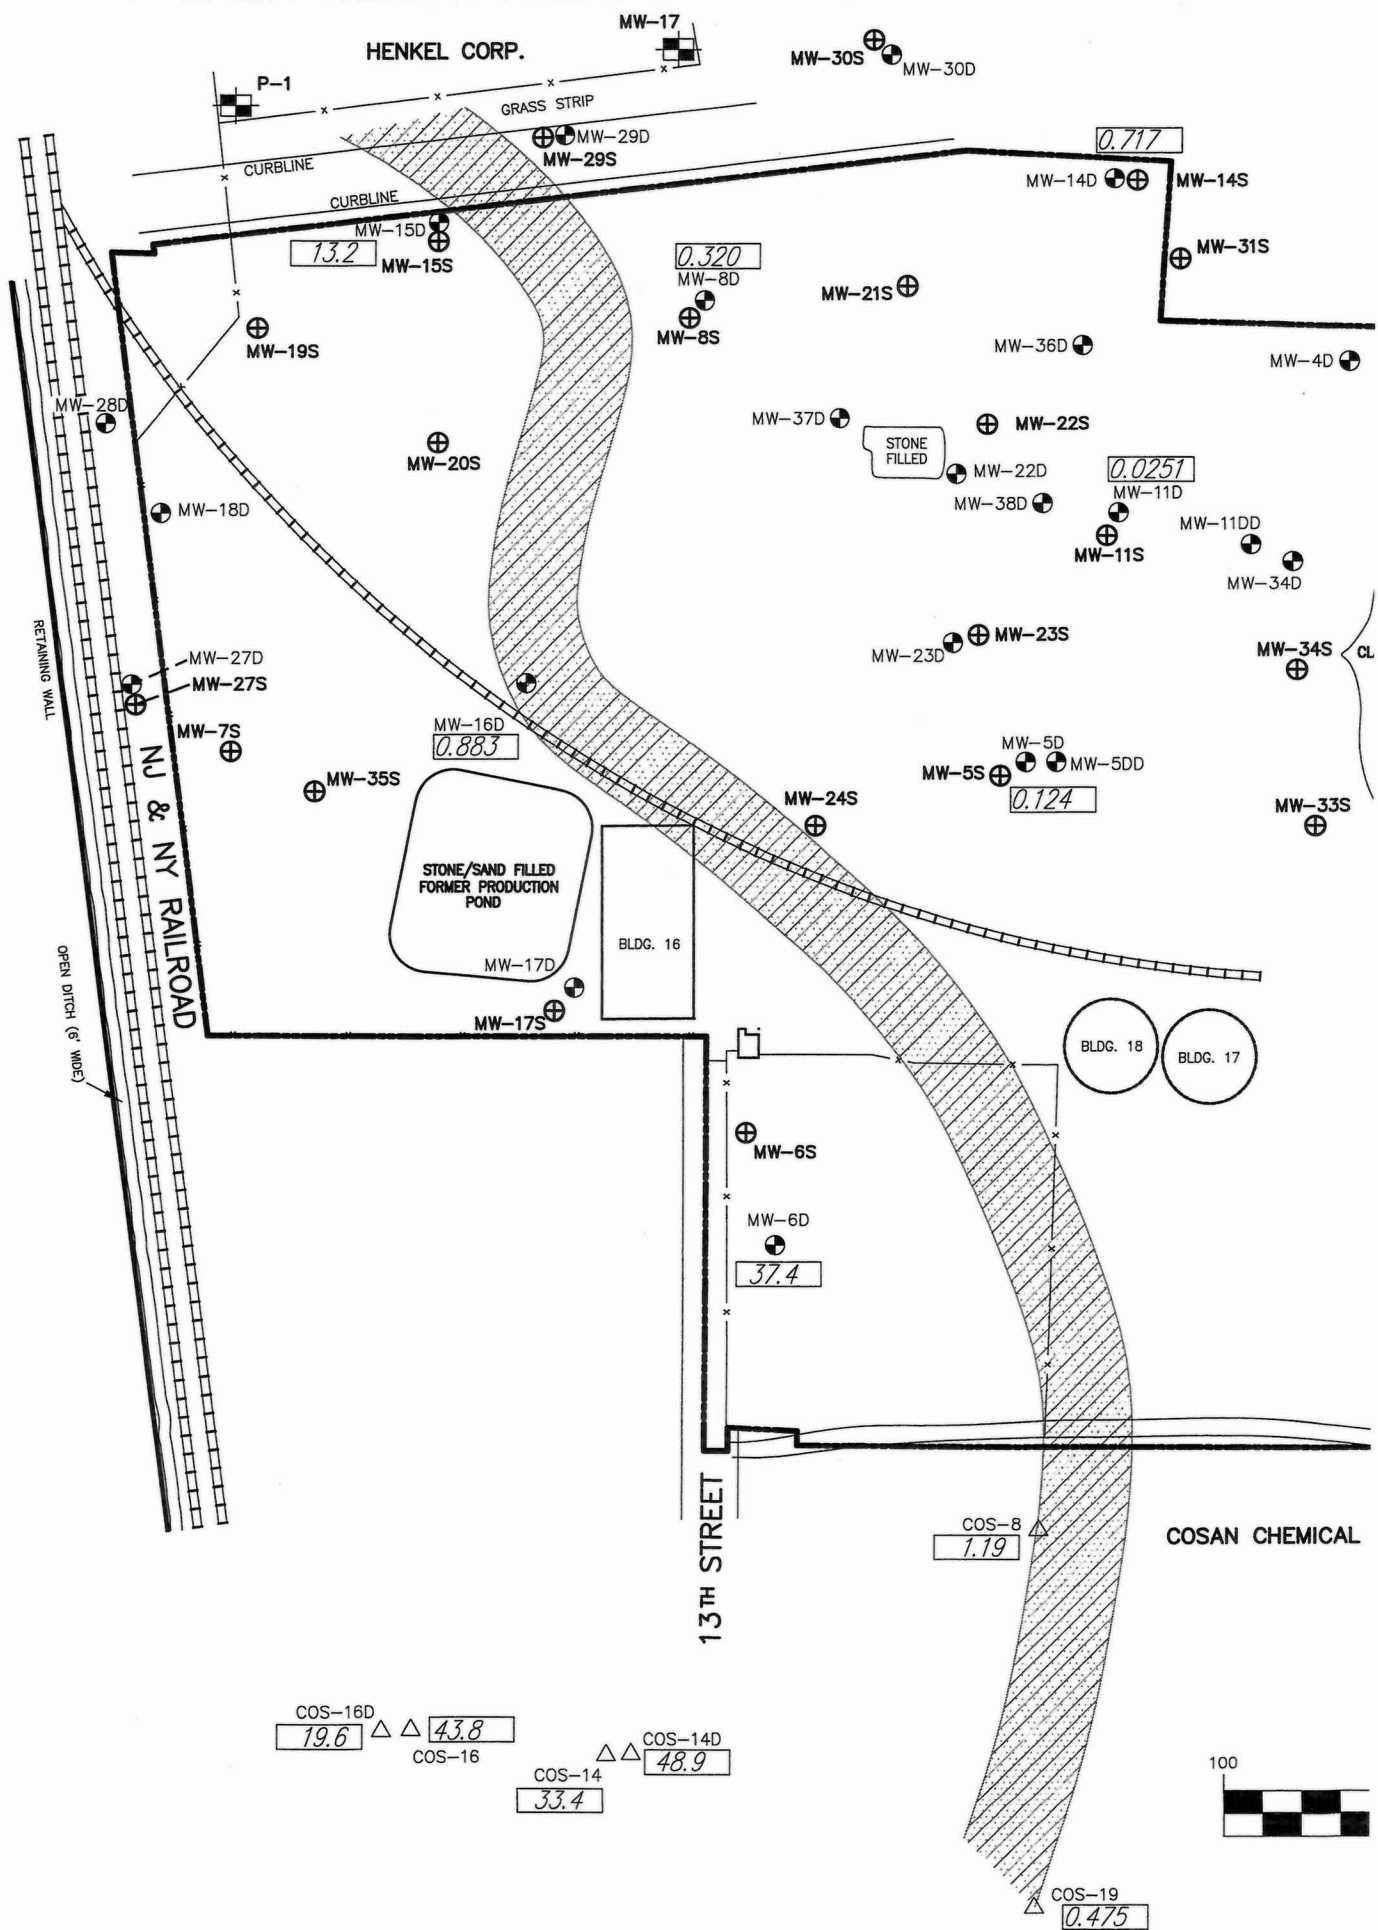 MW-17
HENKEL CORP.
MW-30S
MW-30D
P-1
GRASS STRIP
MW-29D
MW-29S
0.717
CURBLINE
CURBLINE
MW-14D
MW-14S
MW-15D
13.2
MW-15S
0.320
MW-8D
MW-31S
MW-21S
MW-8S
MW-19S
MW-36D
MW-4D
MW-28D
MW-37D
MW-22S
STONE
FILLED
MW-20S
MW-22D
0.0251
MW-11D
MW-38D
MW-18D
MW-11DD
MW-11S
MW-34D
RETAINING WALL
MW-23S
MW-23D
MW-34S
CL
MW-27D
MW-27S
MW-16D
0.883
MW-7S
MW-5D
MW-5DD
MW-5S
0.124
MW-35S
MW-24S
MW-33S
NJ & NY RAILROAD
STONE/SAND FILLED
FORMER PRODUCTION
POND
BLDG. 16
OPEN DITCH (6' WIDE)
MW-17D
MW-17S
BLDG. 18
BLDG. 17
MW-6S
MW-6D
37.4
13TH STREET
COS-8
1.19
COSAN CHEMICAL
COS-16D
19.6
43.8
COS-16
COS-14D
48.9
COS-14
33.4
100
COS-19
0.475